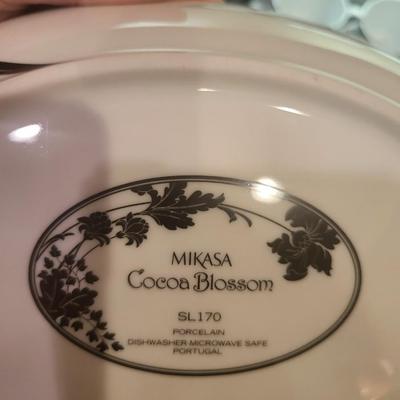 MIKASA
Cocoa Blossom
SL170
PORCELAIN
DISHWASHER MICROWAVE SAFE
PORTUGAL